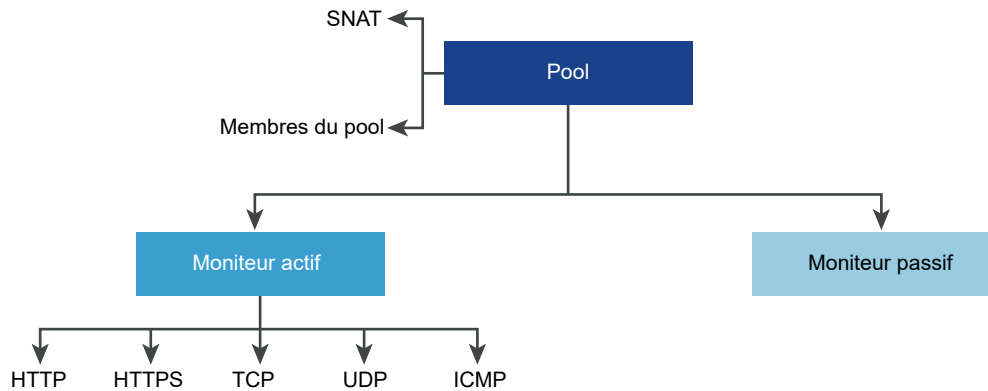 SNAT
Pool
Membres du pool
Moniteur actif
Moniteur passif
HTTP
HTTPS
TCP
UDP
ICMP